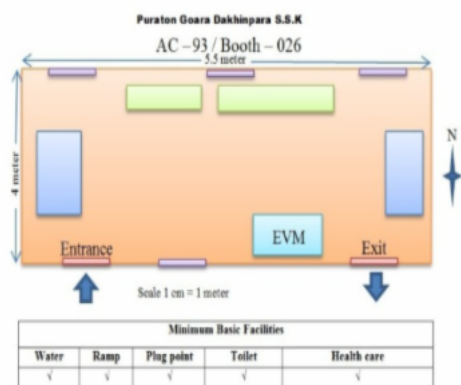 Puraton Goara Dakhinpara S.S.K
AC – 93 / Booth – 026
5.5 meter
4 meter
N
EVM
Entrance
Exit
Scale 1 cm = 1 meter
Minimum Basic Facilities
Water Ramp Plug point Toilet Health care
√ √ √ √ √